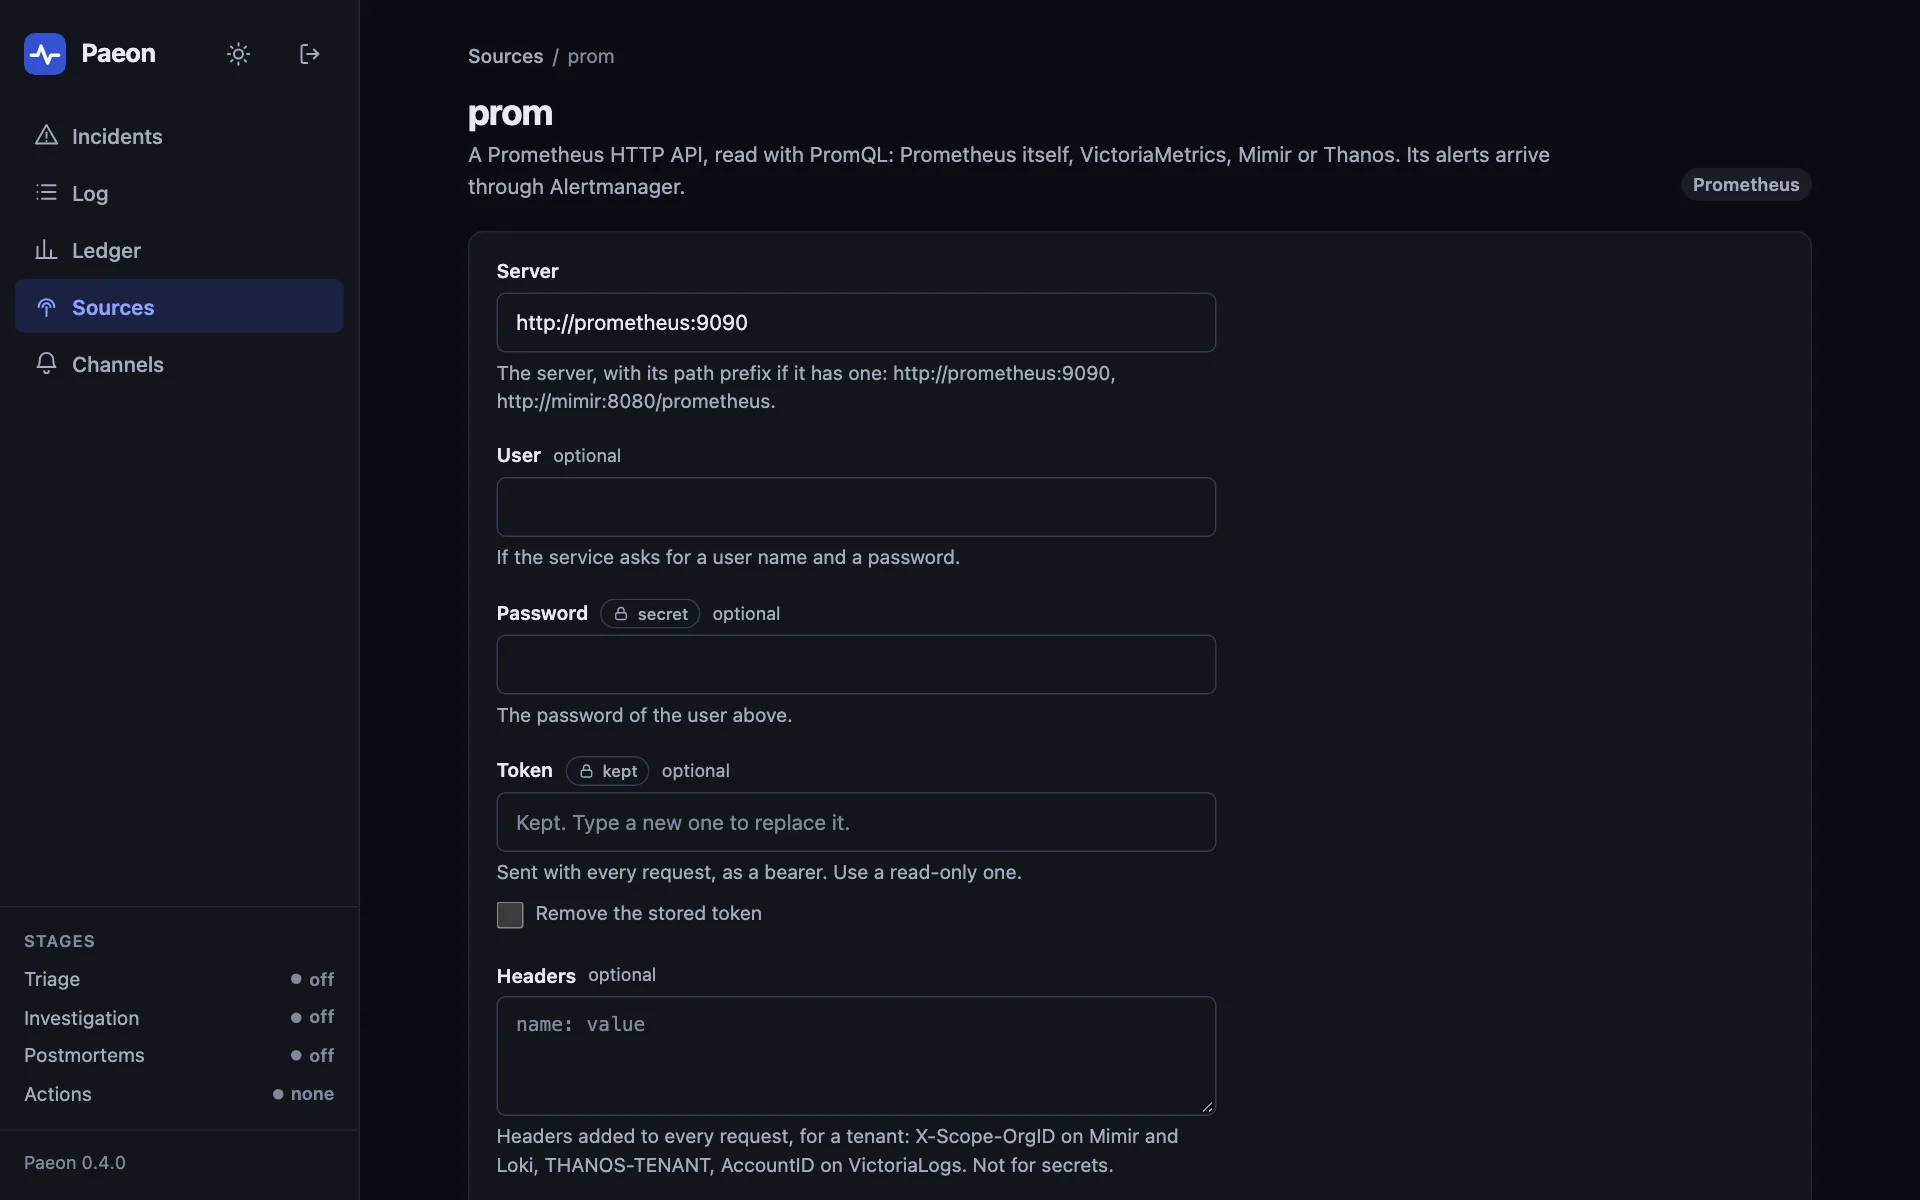 Paeon
Incidents
Log
Ledger
Sources
Channels
STAGES
Triage off
Investigation off
Postmortems off
Actions none
Paeon 0.4.0
Sources / prom
prom
A Prometheus HTTP API, read with PromQL: Prometheus itself, VictoriaMetrics, Mimir or Thanos. Its alerts arrive
through Alertmanager.
Prometheus
Server
http://prometheus:9090
The server, with its path prefix if it has one: http://prometheus:9090,
http://mimir:8080/prometheus.
User optional
If the service asks for a user name and a password.
Password secret optional
The password of the user above.
Token kept optional
Kept. Type a new one to replace it.
Sent with every request, as a bearer. Use a read-only one.
Remove the stored token
Headers optional
name: value
Headers added to every request, for a tenant: X-Scope-OrgID on Mimir and
Loki, THANOS-TENANT, AccountID on VictoriaLogs. Not for secrets.